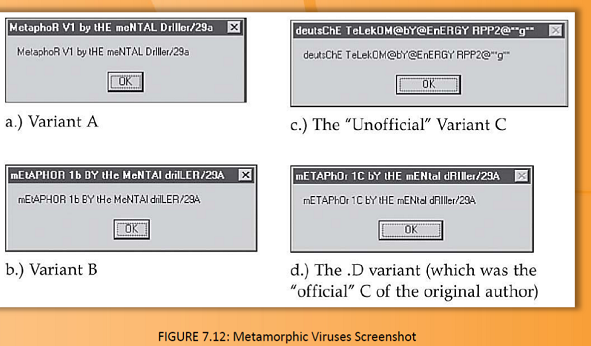 MetaphoR V1 by tHE meNTAL Driller/29a
MetaphoR V1 by tHE meNTAL Driller/29a
OK
a.) Variant A
deutsChE TeLekOM@bY@EnERGY RPP2@**g**
deutsChE TeLekOM@bY@EnERGY RPP2@**g**
OK
c.) The “Unofficial” Variant C
mEtAPHOR 1b BY tHe MeNTAl drilLER/29A
mEtAPHOR 1b BY tHe MeNTAl drilLER/29A
OK
b.) Variant B
mETAPhOr 1C bY tHE mENtal dRIller/29A
mETAPhOr 1C bY tHE mENtal dRIller/29A
OK
d.) The .D variant (which was the
“official” C of the original author)
FIGURE 7.12: Metamorphic Viruses Screenshot